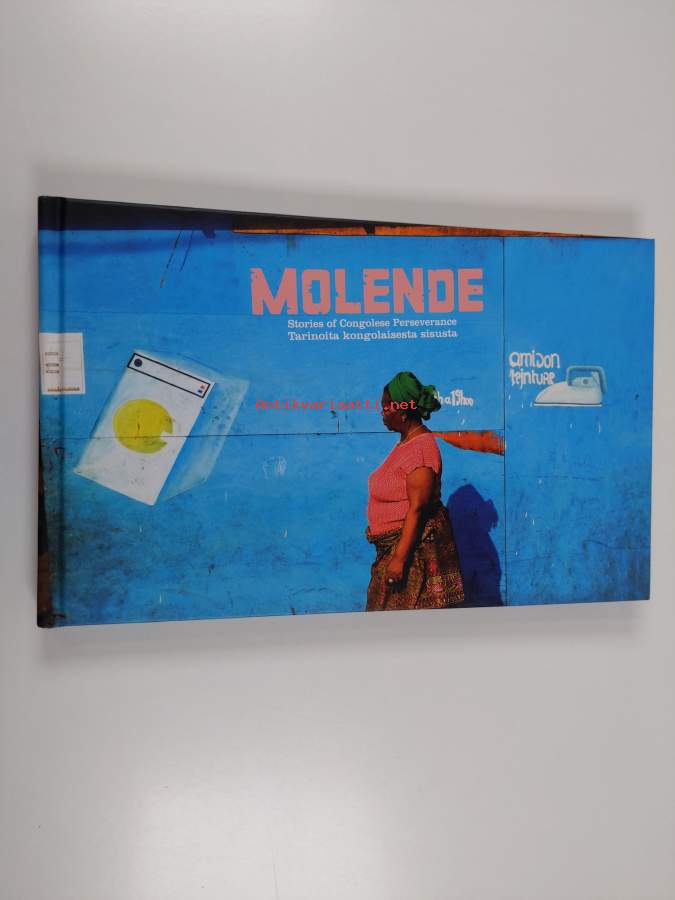 MOLENDE
Stories of Congolese Perseverance
Tarinoita kongolaisesta sisusta
amidon
teinture
Antikvariaatti.net